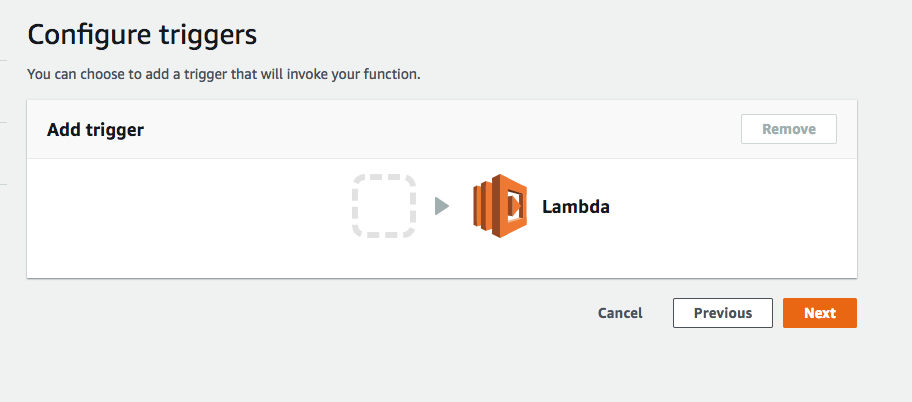 Configure triggers
You can choose to add a trigger that will invoke your function.
Add trigger
Remove
Lambda
Cancel
Previous
Next